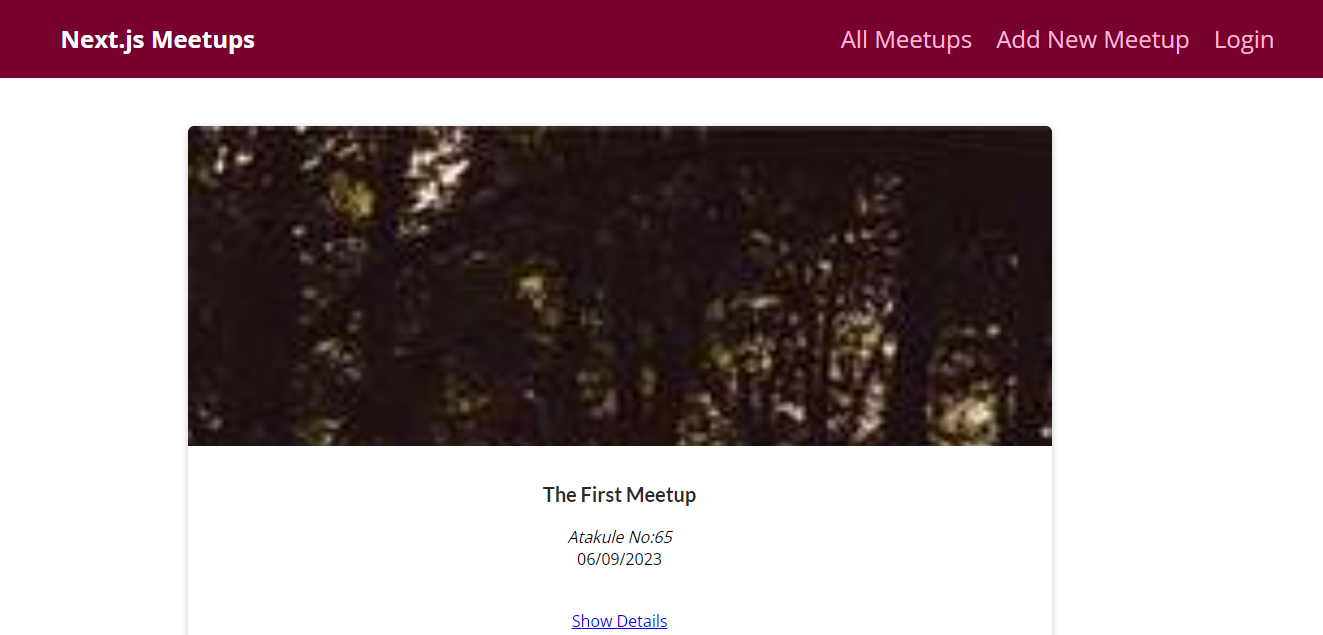 Next.js Meetups
All Meetups Add New Meetup Login
The First Meetup
Atakule No:65
06/09/2023
Show Details